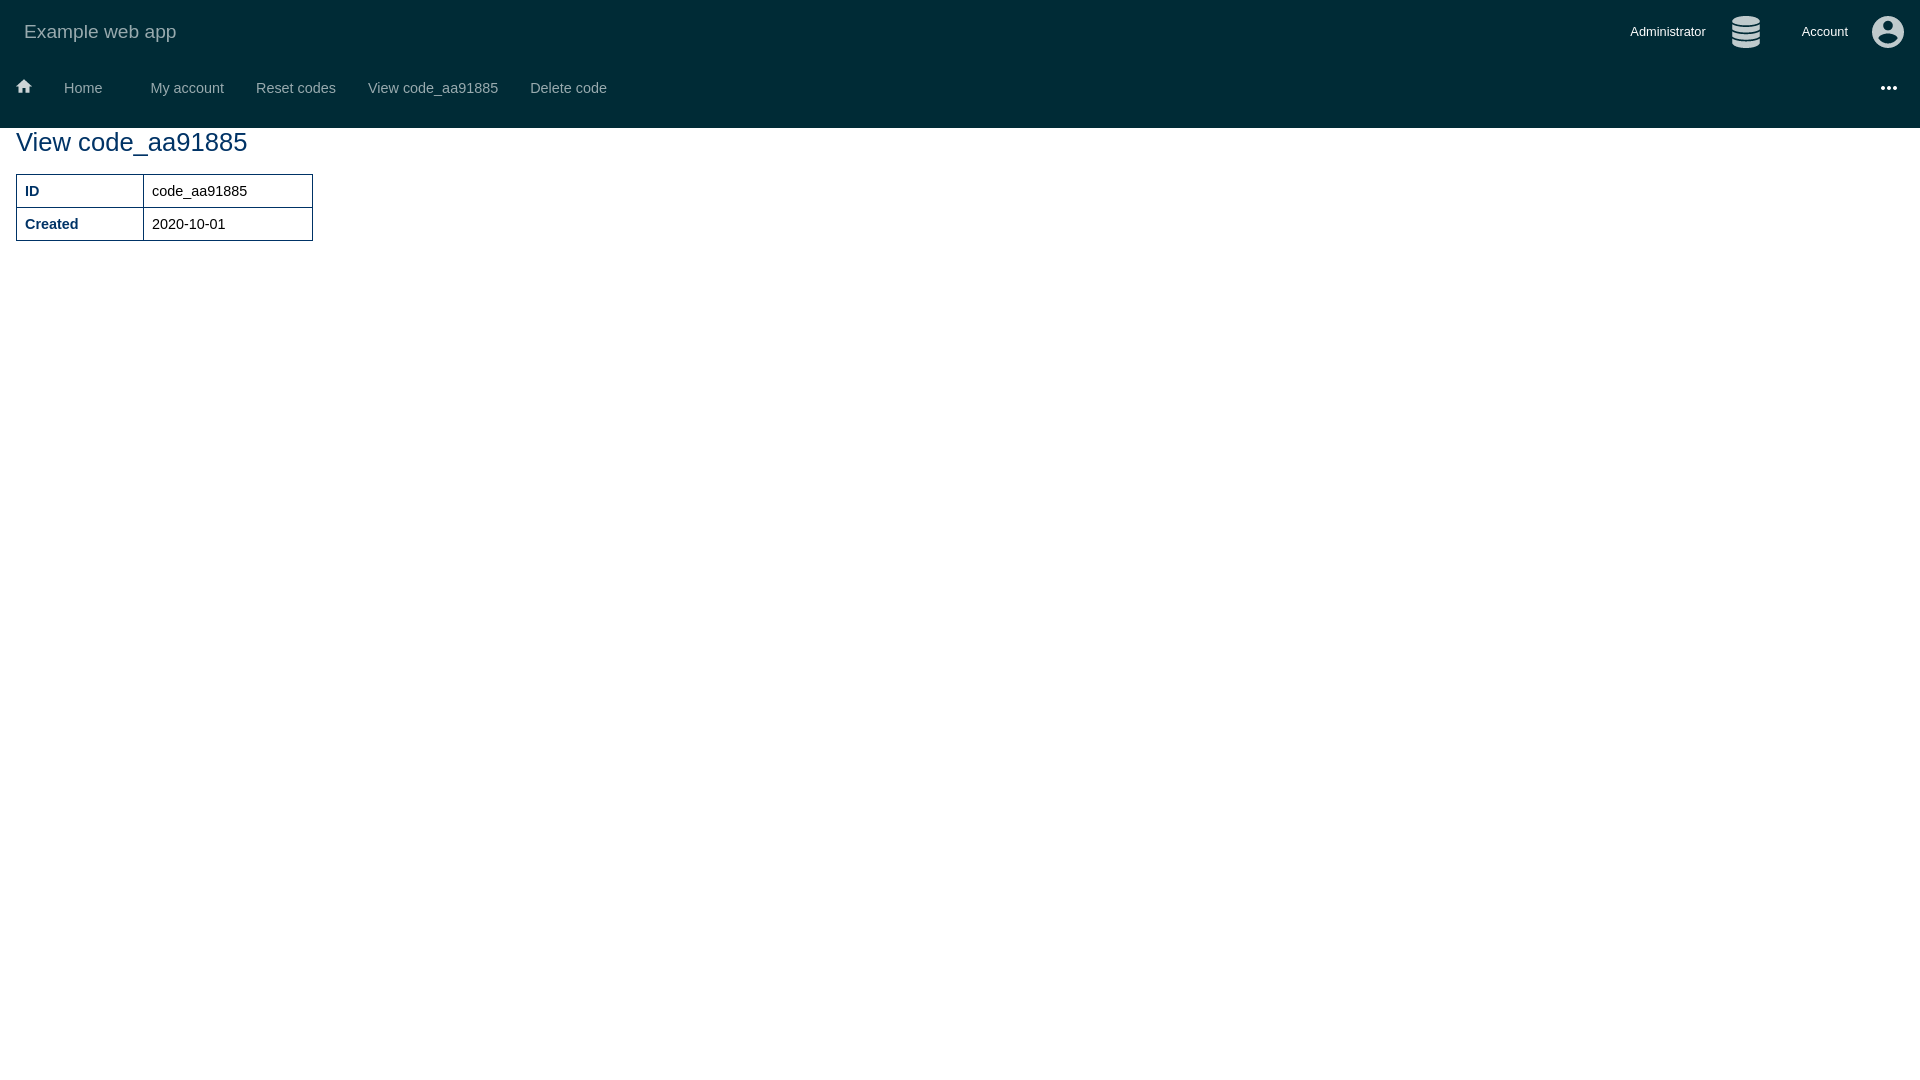 Example web app
Administrator
Account
Home
My account
Reset codes
View code_aa91885
Delete code
View code_aa91885
ID code_aa91885
Created 2020-10-01